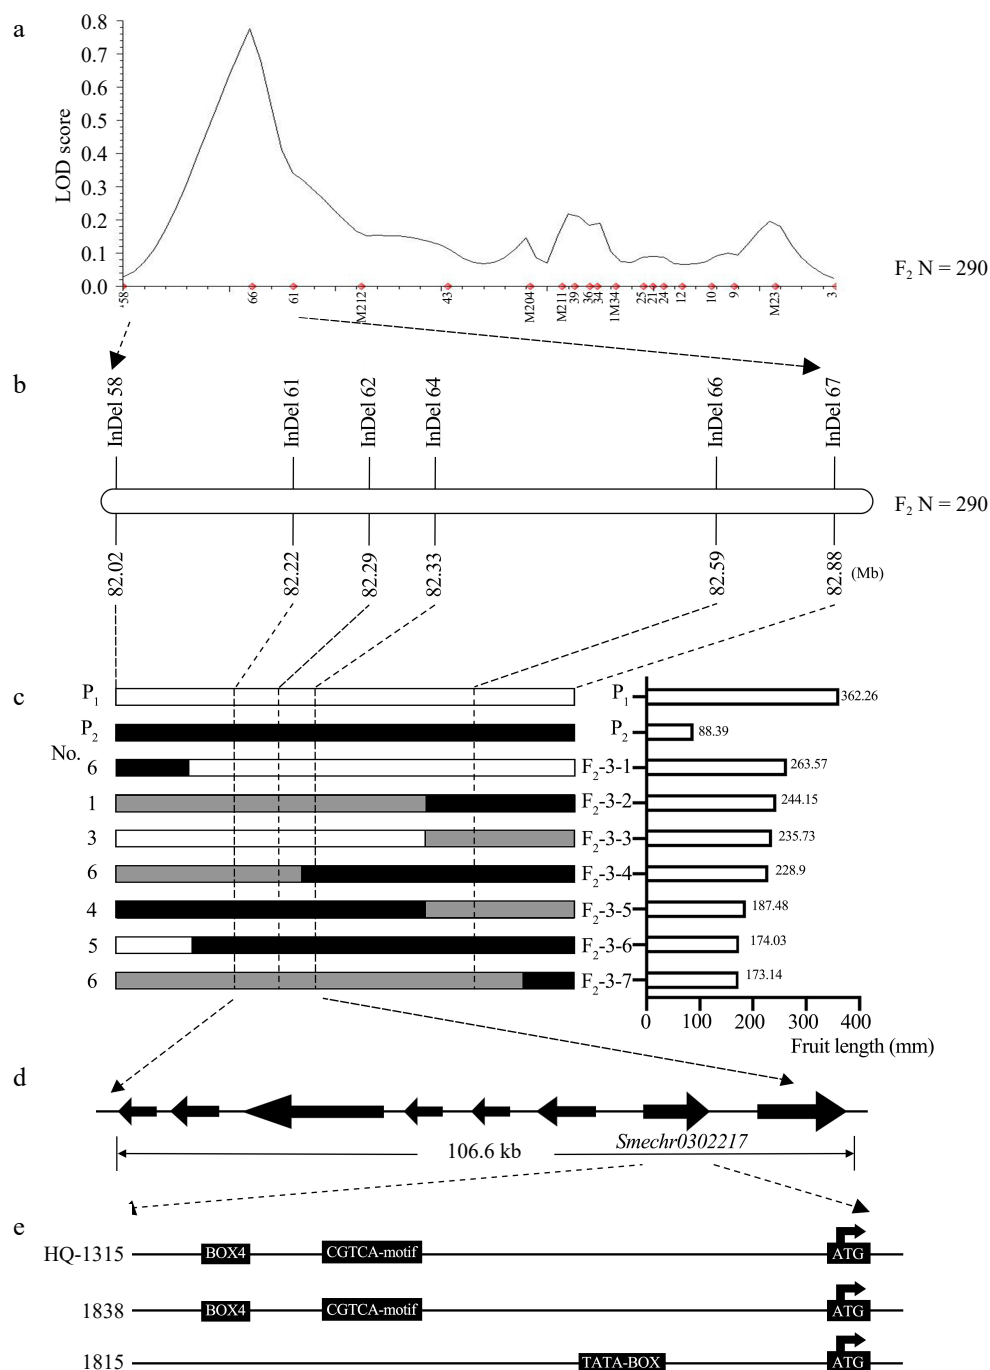 a
0.8
0.7
0.6
0.5
0.4
0.3
0.2
0.1
0.0
LOD score
F₂ N = 290
58 66 61 M212 43 M204 M211 39 36 34 1M34 25 21 24 12 10 9 M23 3
b
InDel 58 InDel 61 InDel 62 InDel 64 InDel 66 InDel 67
F₂ N = 290
82.02 82.22 82.29 82.33 82.59 82.88 (Mb)
c
P₁ P₁ 362.26
P₂ P₂ 88.39
No.
6 F₂-3-1 263.57
1 F₂-3-2 244.15
3 F₂-3-3 235.73
6 F₂-3-4 228.9
4 F₂-3-5 187.48
5 F₂-3-6 174.03
6 F₂-3-7 173.14
0 100 200 300 400
Fruit length (mm)
d
Smechr0302217
106.6 kb
e
HQ-1315 BOX4 CGTCA-motif ATG
1838 BOX4 CGTCA-motif ATG
1815 TATA-BOX ATG